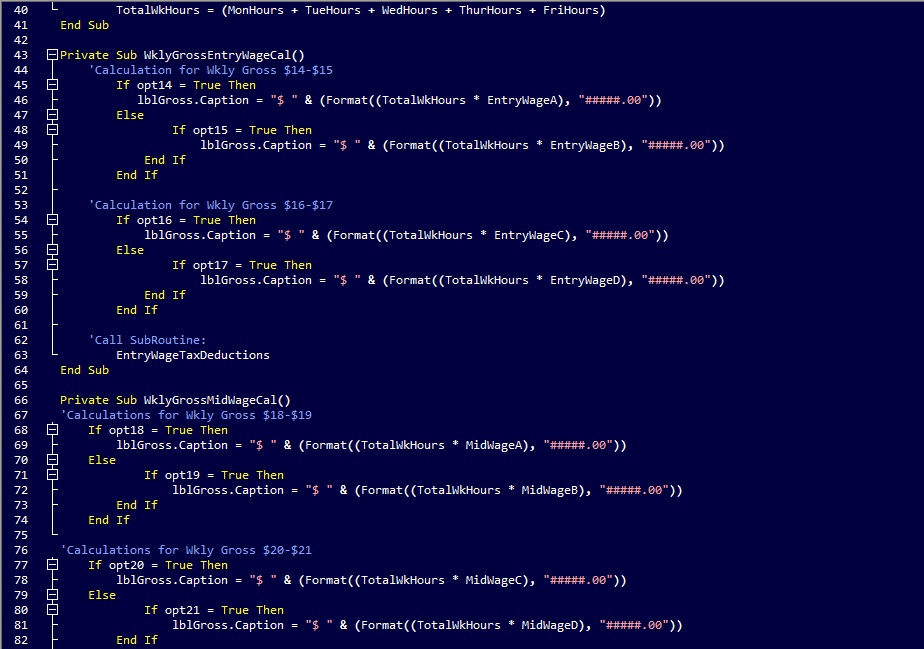 40 TotalWkHours = (MonHours + TueHours + WedHours + ThurHours + FriHours)
41 End Sub
42
43 Private Sub WklyGrossEntryWageCal()
44 'Calculation for Wkly Gross $14-$15
45 If opt14 = True Then
46 lblGross.Caption = "$ " & (Format((TotalWkHours * EntryWageA), "#####.00"))
47 Else
48 If opt15 = True Then
49 lblGross.Caption = "$ " & (Format((TotalWkHours * EntryWageB), "#####.00"))
50 End If
51 End If
52
53 'Calculation for Wkly Gross $16-$17
54 If opt16 = True Then
55 lblGross.Caption = "$ " & (Format((TotalWkHours * EntryWageC), "#####.00"))
56 Else
57 If opt17 = True Then
58 lblGross.Caption = "$ " & (Format((TotalWkHours * EntryWageD), "#####.00"))
59 End If
60 End If
61
62 'Call SubRoutine:
63 EntryWageTaxDeductions
64 End Sub
65
66 Private Sub WklyGrossMidWageCal()
67 'Calculations for Wkly Gross $18-$19
68 If opt18 = True Then
69 lblGross.Caption = "$ " & (Format((TotalWkHours * MidWageA), "#####.00"))
70 Else
71 If opt19 = True Then
72 lblGross.Caption = "$ " & (Format((TotalWkHours * MidWageB), "#####.00"))
73 End If
74 End If
75
76 'Calculations for Wkly Gross $20-$21
77 If opt20 = True Then
78 lblGross.Caption = "$ " & (Format((TotalWkHours * MidWageC), "#####.00"))
79 Else
80 If opt21 = True Then
81 lblGross.Caption = "$ " & (Format((TotalWkHours * MidWageD), "#####.00"))
82 End If